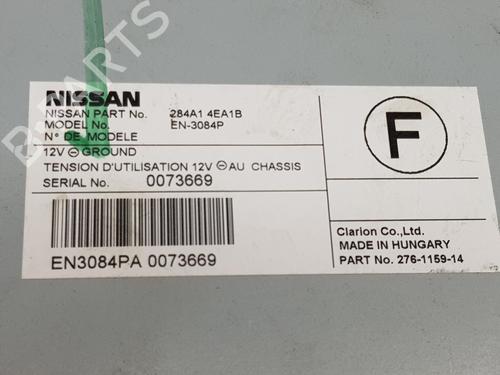 NISSAN
NISSAN PART No. 284A1 4EA1B
MODEL No. EN-3084P
N° DE MODELE
12V ⊖ GROUND
TENSION D'UTILISATION 12V ⊖ AU CHASSIS
SERIAL No. 0073669
EN3084PA 0073669
F
Clarion Co.,Ltd.
MADE IN HUNGARY
PART No. 276-1159-14